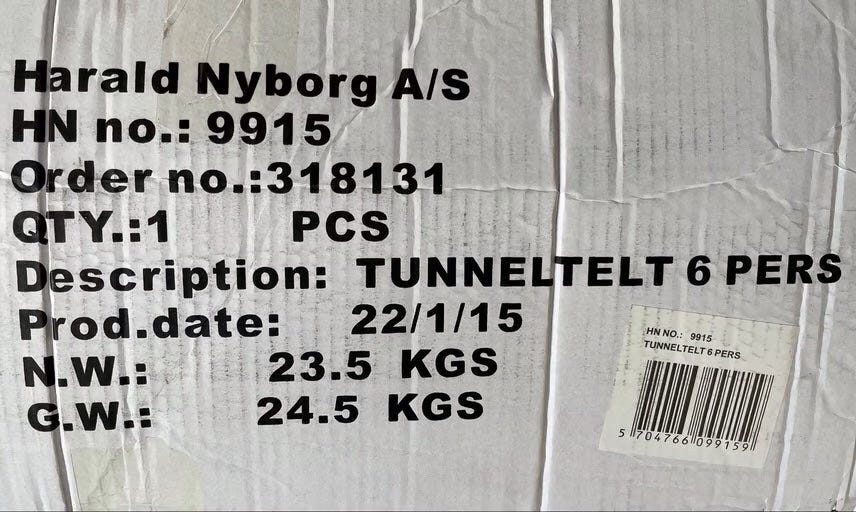 Harald Nyborg A/S
HN no.: 9915
Order no.:318131
QTY.:1 PCS
Description: TUNNELTELT 6 PERS
Prod.date: 22/1/15
N.W.: 23.5 KGS
G.W.: 24.5 KGS
HN NO.: 9915
TUNNELTELT 6 PERS
5 704766 099159